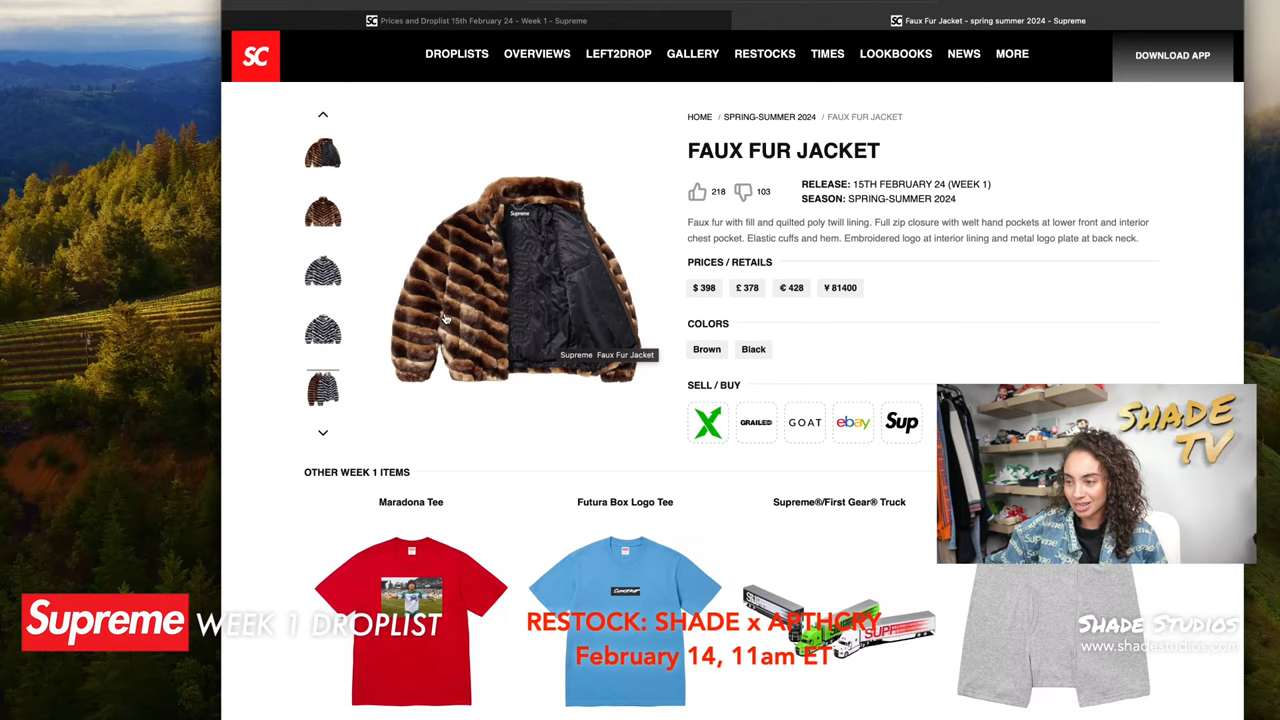 SC Prices and Droplist 15th February 24 - Week 1 - Supreme
SC Faux Fur Jacket - spring summer 2024 - Supreme
SC
DROPLISTS OVERVIEWS LEFT2DROP GALLERY RESTOCKS TIMES LOOKBOOKS NEWS MORE
DOWNLOAD APP
HOME / SPRING-SUMMER 2024 / FAUX FUR JACKET
FAUX FUR JACKET
218 103
RELEASE: 15TH FEBRUARY 24 (WEEK 1)
SEASON: SPRING-SUMMER 2024
Faux fur with fill and quilted poly twill lining. Full zip closure with welt hand pockets at lower front and interior
chest pocket. Elastic cuffs and hem. Embroidered logo at interior lining and metal logo plate at back neck.
PRICES / RETAILS
$ 398 £ 378 € 428 ¥ 81400
COLORS
Brown Black
Supreme
Supreme Faux Fur Jacket
SELL / BUY
X GRAILED GOAT ebay Sup
SHADE
TV
OTHER WEEK 1 ITEMS
Maradona Tee
Futura Box Logo Tee
Supreme®/First Gear® Truck
Supreme WEEK 1 DROPLIST
RESTOCK: SHADE x APTHCRY
February 14, 11am ET
SHADE STUDIOS
www.shadestudios.com